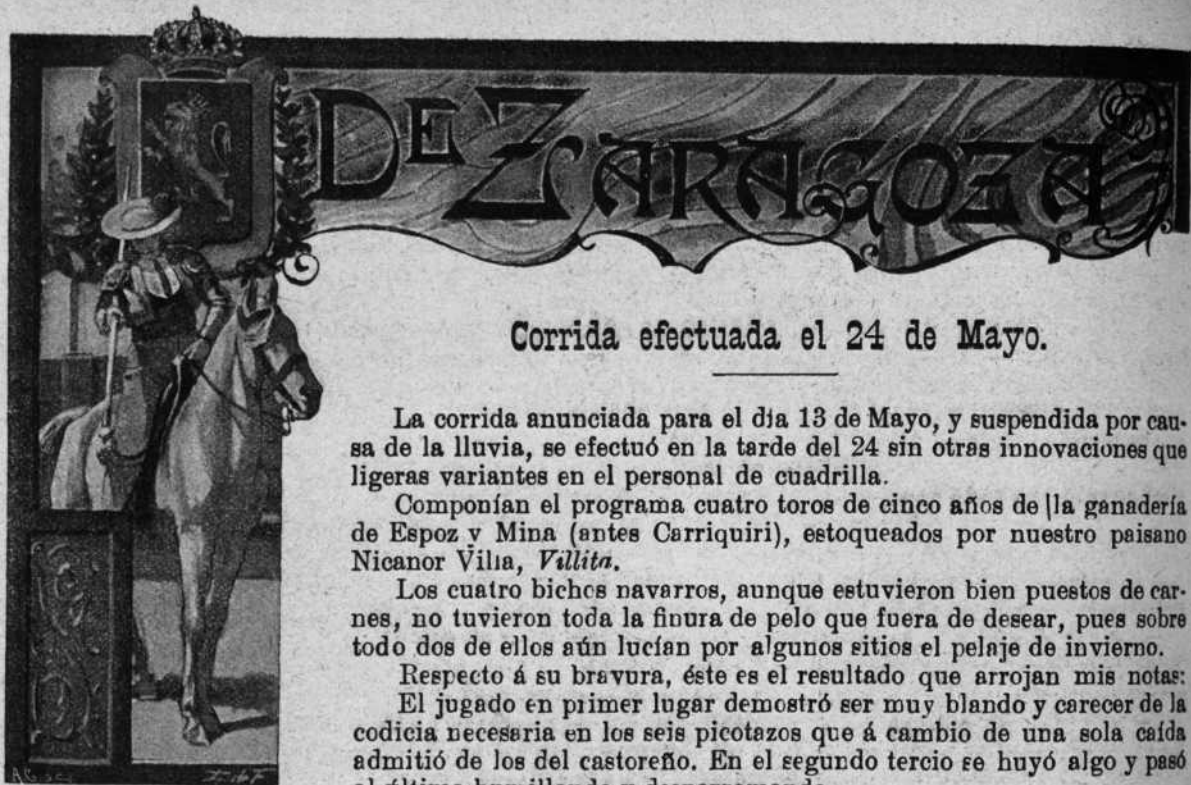 DE ZARAGOZA
Corrida efectuada el 24 de Mayo.
La corrida anunciada para el dia 13 de Mayo, y suspendida por cau-
sa de la lluvia, se efectuó en la tarde del 24 sin otras innovaciones que
ligeras variantes en el personal de cuadrilla.
Componían el programa cuatro toros de cinco años de la ganadería
de Espoz y Mina (antes Carriquiri), estoqueados por nuestro paisano
Nicanor Villa, Villita.
Los cuatro bichos navarros, aunque estuvieron bien puestos de car-
nes, no tuvieron toda la finura de pelo que fuera de desear, pues sobre
todo dos de ellos aún lucían por algunos sitios el pelaje de invierno.
Respecto á su bravura, éste es el resultado que arrojan mis notas:
El jugado en primer lugar demostró ser muy blando y carecer de la
codicia necesaria en los seis picotazos que á cambio de una sola caída
admitió de los del castoreño. En el segundo tercio se huyó algo y pasó